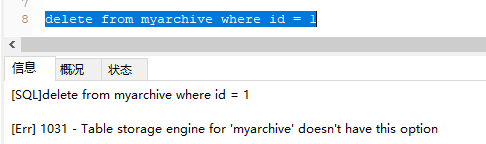 7
8 delete from myarchive where id = 1
信息 概况 状态
[SQL]delete from myarchive where id = 1
[Err] 1031 - Table storage engine for 'myarchive' doesn't have this option